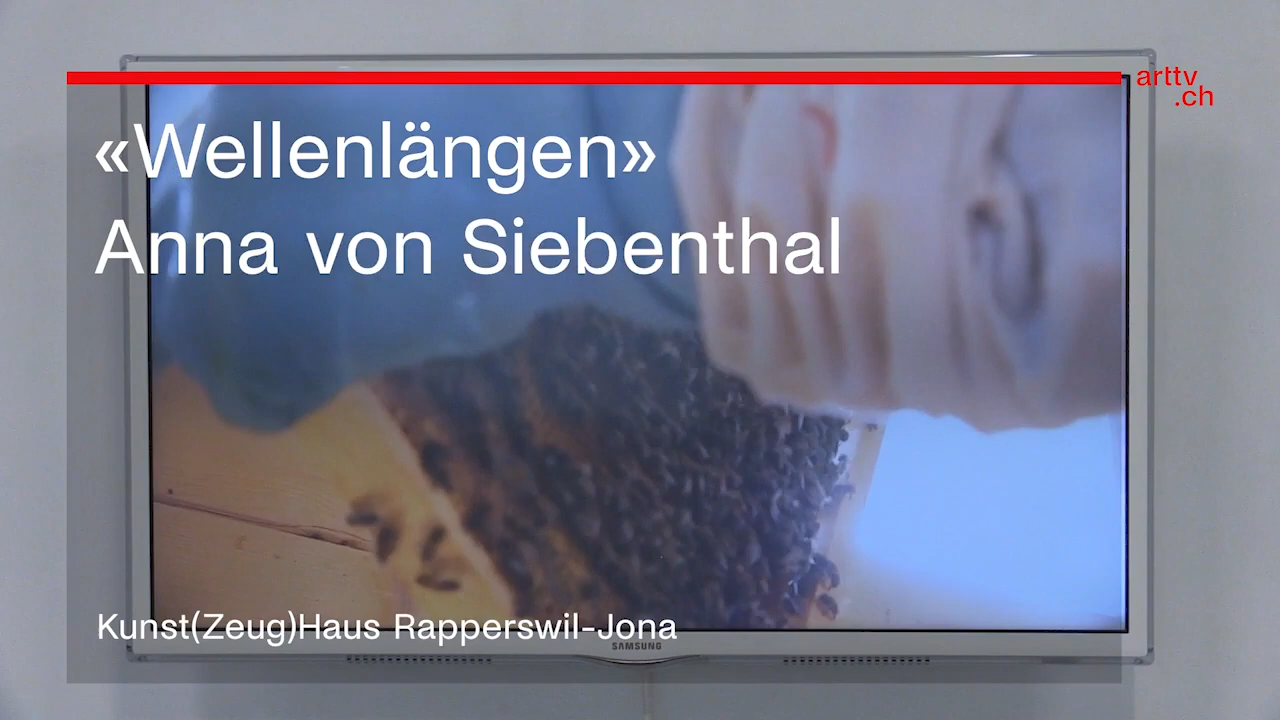 arttv
.ch
«Wellenlängen»
Anna von Siebenthal
Kunst(Zeug)Haus Rapperswil-Jona
SAMSUNG